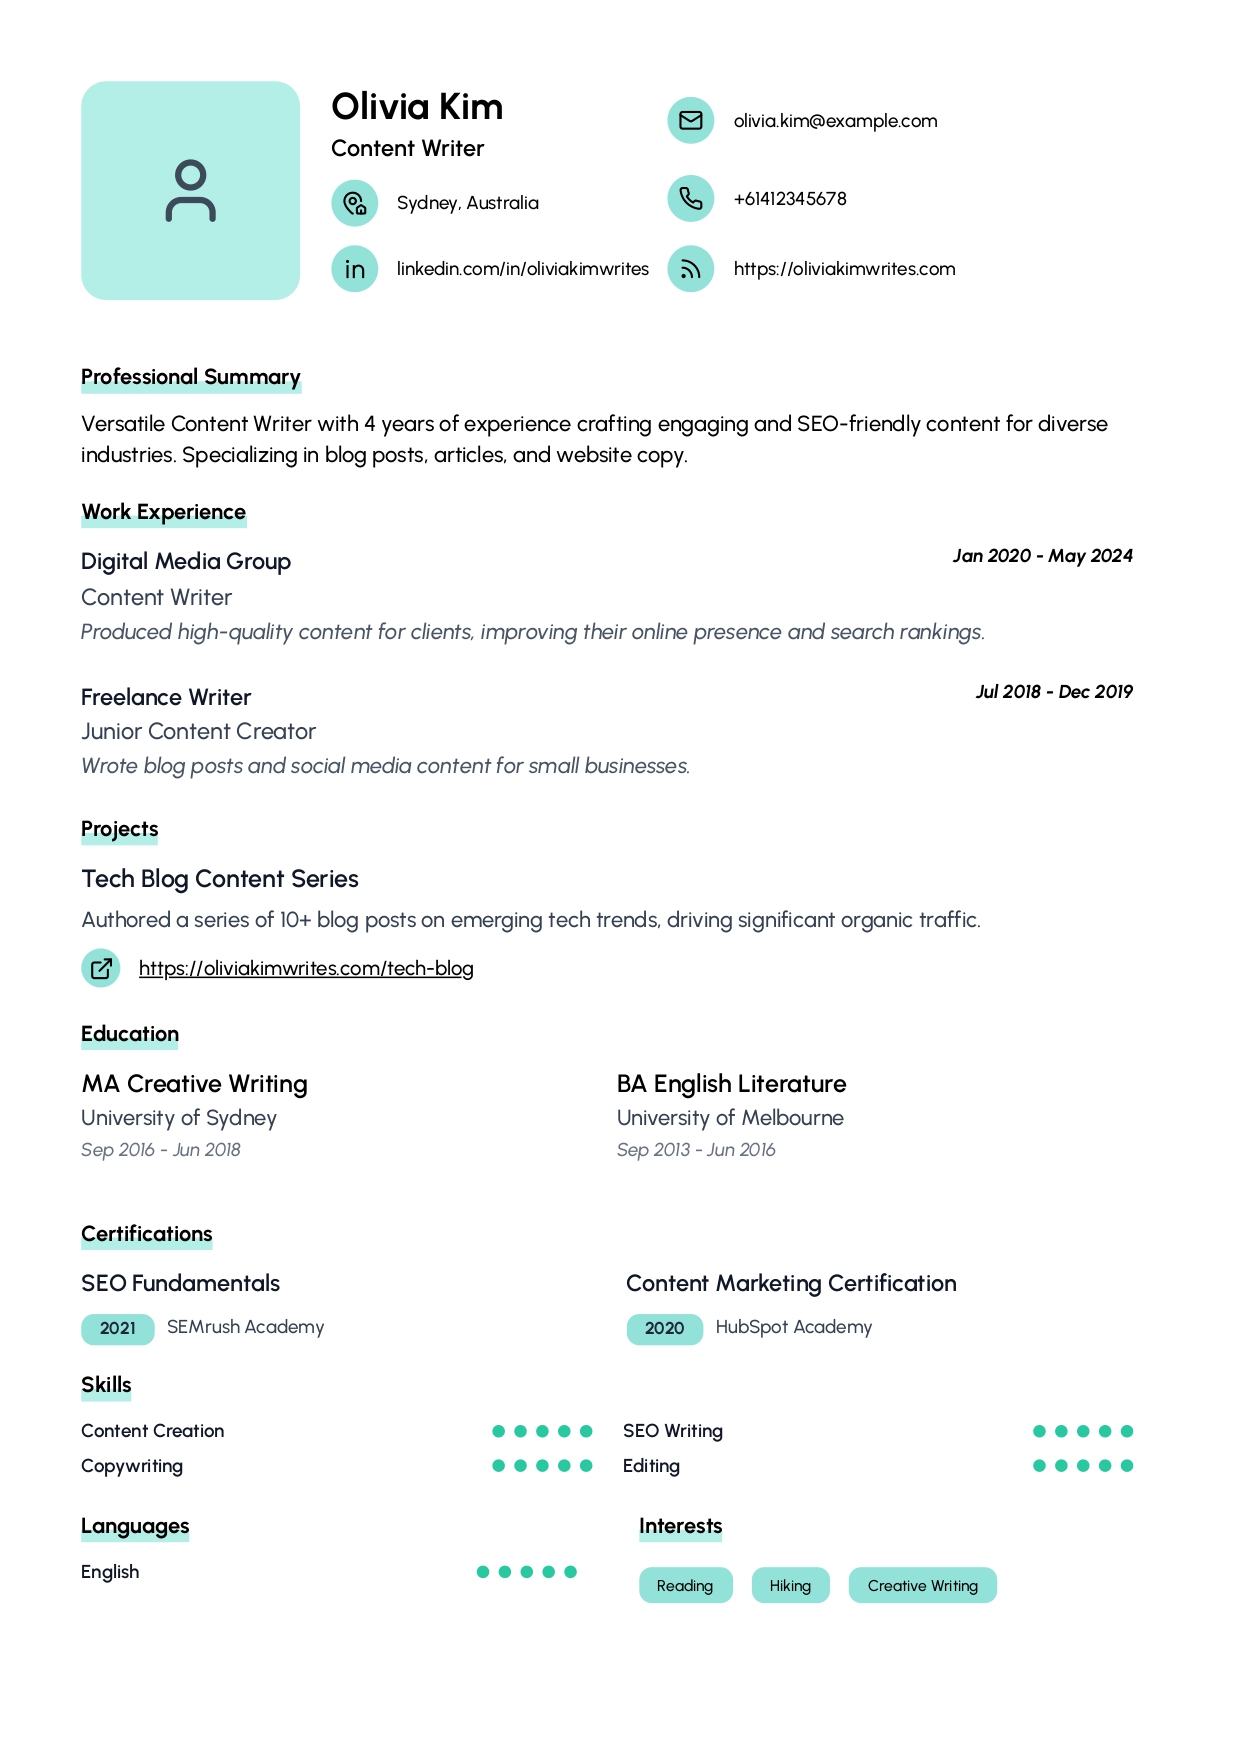 Olivia Kim
Content Writer
Sydney, Australia
in linkedin.com/in/oliviakimwrites
olivia.kim@example.com
+61412345678
https://oliviakimwrites.com
Professional Summary
Versatile Content Writer with 4 years of experience crafting engaging and SEO-friendly content for diverse
industries. Specializing in blog posts, articles, and website copy.
Work Experience
Digital Media Group
Jan 2020 - May 2024
Content Writer
Produced high-quality content for clients, improving their online presence and search rankings.
Freelance Writer
Jul 2018 - Dec 2019
Junior Content Creator
Wrote blog posts and social media content for small businesses.
Projects
Tech Blog Content Series
Authored a series of 10+ blog posts on emerging tech trends, driving significant organic traffic.
https://oliviakimwrites.com/tech-blog
Education
MA Creative Writing
University of Sydney
Sep 2016 - Jun 2018
BA English Literature
University of Melbourne
Sep 2013 - Jun 2016
Certifications
SEO Fundamentals
2021 SEMrush Academy
Content Marketing Certification
2020 HubSpot Academy
Skills
Content Creation
SEO Writing
Copywriting
Editing
Languages
English
Interests
Reading
Hiking
Creative Writing